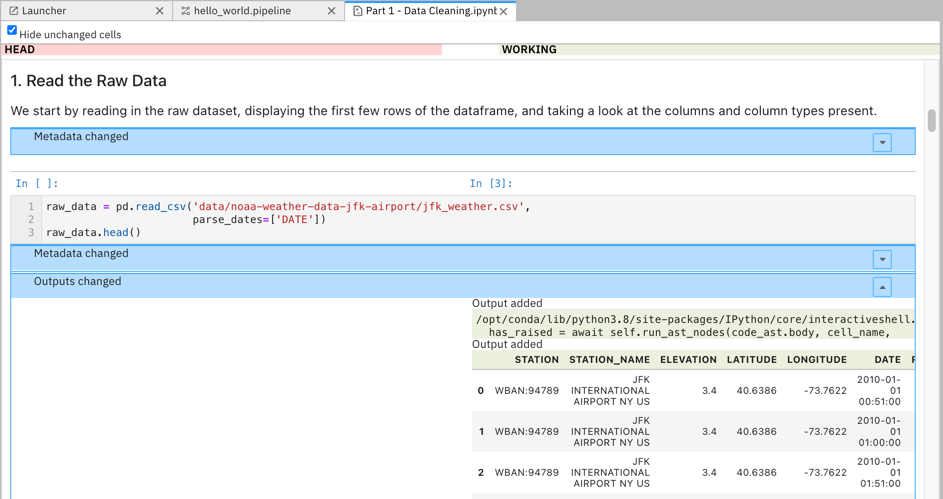 Launcher
hello_world.pipeline
Part 1 - Data Cleaning.ipynb
Hide unchanged cells
HEAD
WORKING
1. Read the Raw Data
We start by reading in the raw dataset, displaying the first few rows of the dataframe, and taking a look at the columns and column types present.
Metadata changed
In [ ]:
In [3]:
1 raw_data = pd.read_csv('data/noaa-weather-data-jfk-airport/jfk_weather.csv',
2 parse_dates=['DATE'])
3 raw_data.head()
Metadata changed
Outputs changed
Output added
/opt/conda/lib/python3.8/site-packages/IPython/core/interactiveshell.
has_raised = await self.run_ast_nodes(code_ast.body, cell_name,
Output added
STATION STATION_NAME ELEVATION LATITUDE LONGITUDE DATE
JFK 2010-01-
0 WBAN:94789 INTERNATIONAL 3.4 40.6386 -73.7622 01
AIRPORT NY US 00:51:00
JFK 2010-01-
1 WBAN:94789 INTERNATIONAL 3.4 40.6386 -73.7622 01
AIRPORT NY US 01:00:00
JFK 2010-01-
2 WBAN:94789 INTERNATIONAL 3.4 40.6386 -73.7622 01
AIRPORT NY US 01:51:00